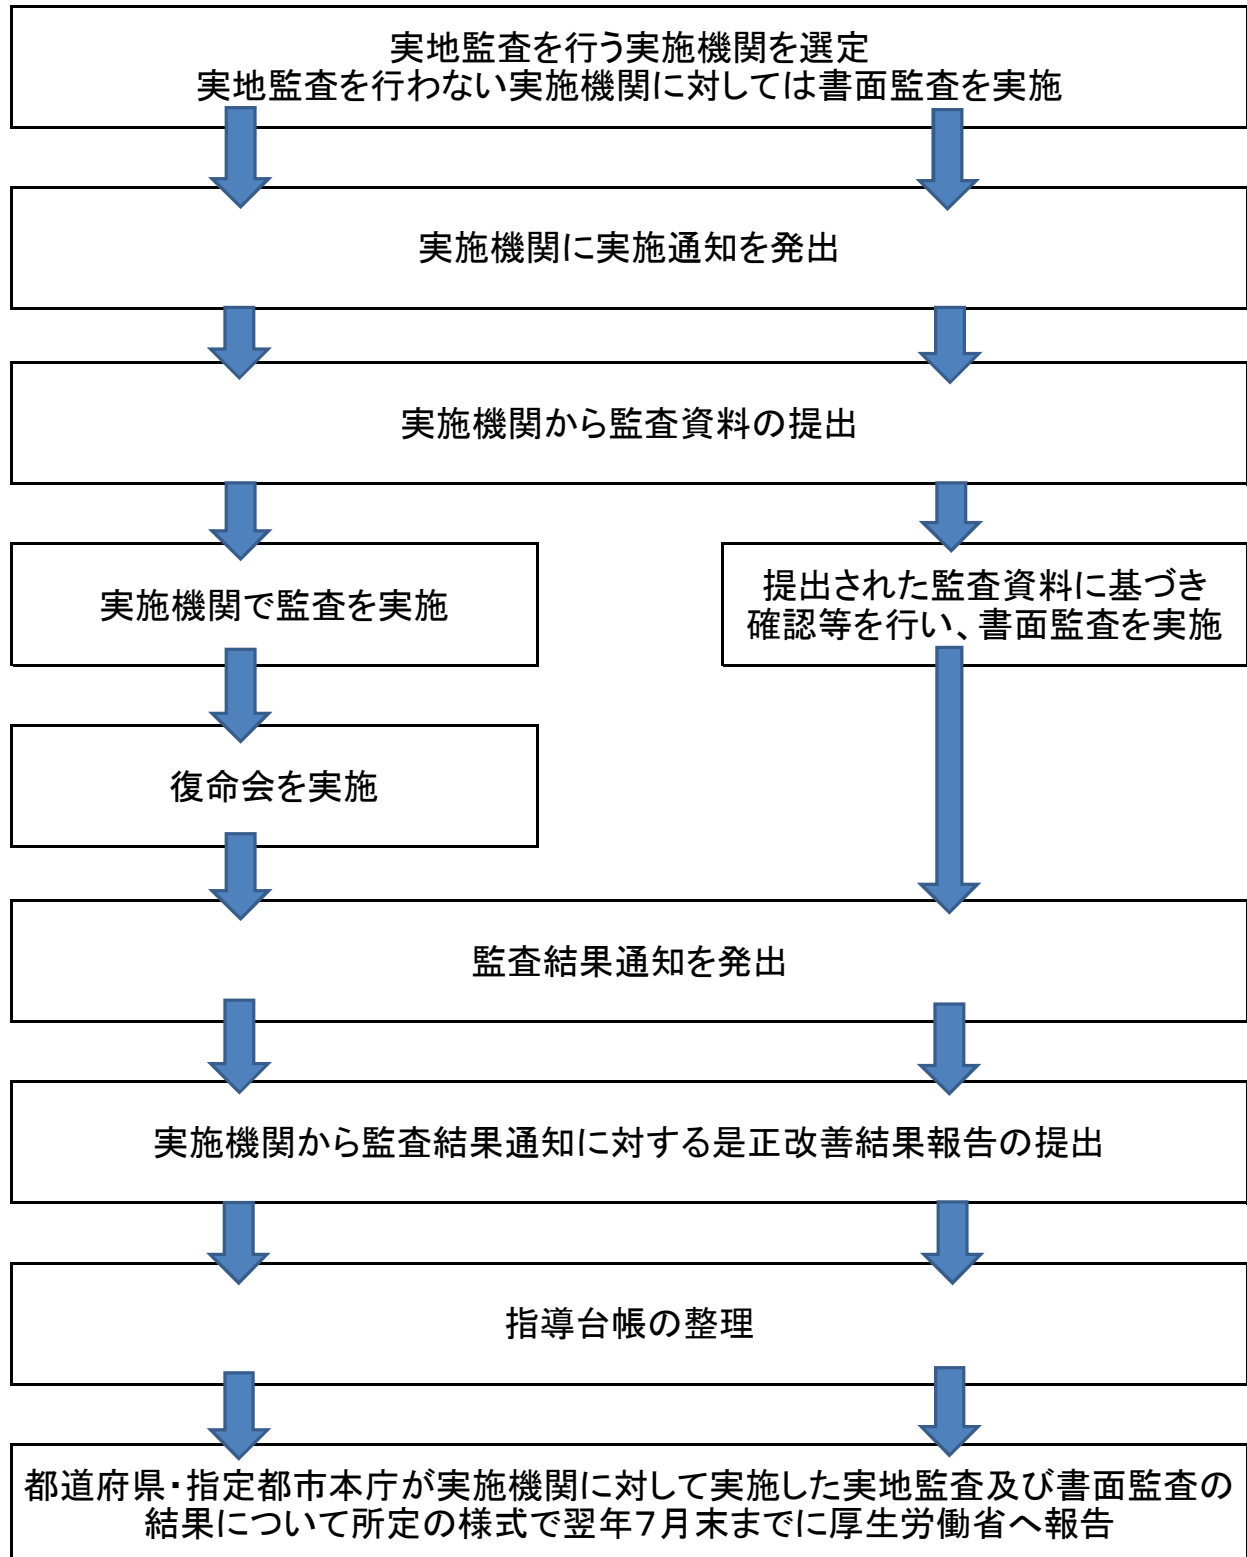 実地監査を行う実施機関を選定
実地監査を行わない実施機関に対しては書面監査を実施
実施機関に実施通知を発出
実施機関から監査資料の提出
実施機関で監査を実施
提出された監査資料に基づき
確認等を行い、書面監査を実施
復命会を実施
監査結果通知を発出
実施機関から監査結果通知に対する是正改善結果報告の提出
指導台帳の整理
都道府県・指定都市本庁が実施機関に対して実施した実地監査及び書面監査の
結果について所定の様式で翌年７月末までに厚生労働省へ報告